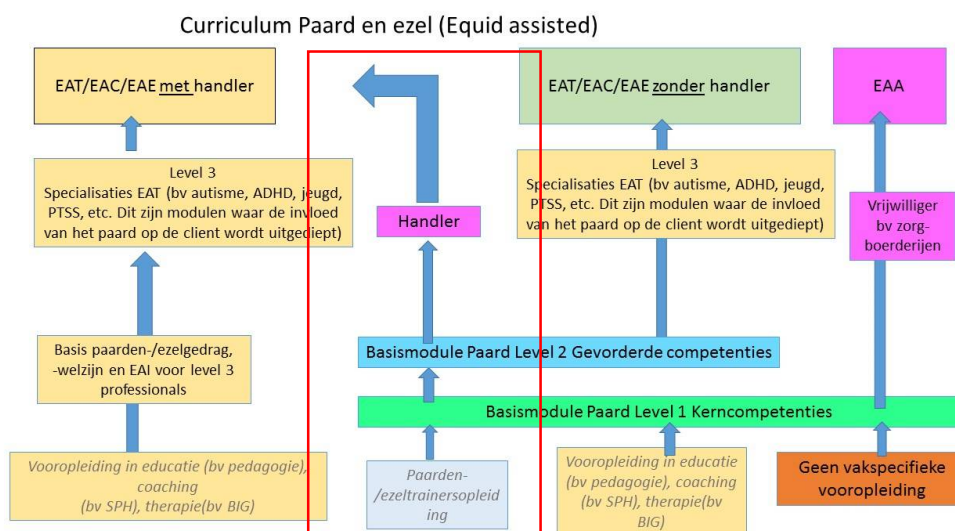 Curriculum Paard en ezel (Equid assisted)
EAT/EAC/EAE met handler
EAT/EAC/EAE zonder handler
EAA
Level 3
Specialisaties EAT (bv autisme, ADHD, jeugd,
PTSS, etc. Dit zijn modulen waar de invloed
van het paard op de client wordt uitgediept)
Handler
Level 3
Specialisaties EAT (bv autisme, ADHD, jeugd,
PTSS, etc. Dit zijn modulen waar de invloed
van het paard op de client wordt uitgediept)
Vrijwilliger
bv zorg-
boerderijen
Basis paarden-/ezelgedrag,
-welzijn en EAI voor level 3
professionals
Basismodule Paard Level 2 Gevorderde competenties
Basismodule Paard Level 1 Kerncompetenties
Vooropleiding in educatie (bv pedagogie),
coaching
(bv SPH), therapie(bv BIG)
Paarden-
/ezeltrainersopleid
ing
Vooropleiding in educatie
(bv pedagogie), coaching
(bv SPH), therapie(bv
BIG)
Geen vakspecifieke
vooropleiding